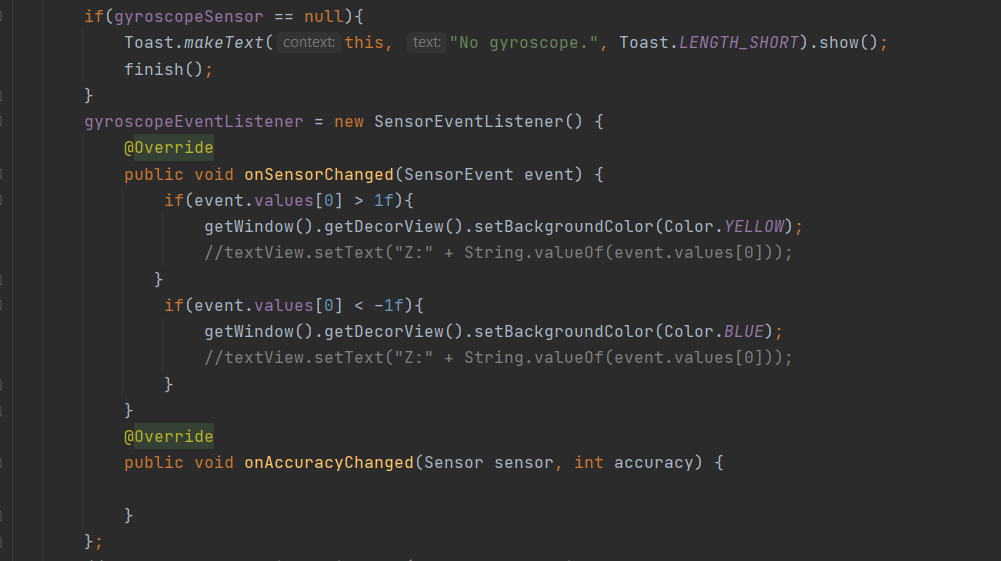 if(gyroscopeSensor == null){
Toast.makeText( context: this, text: "No gyroscope.", Toast.LENGTH_SHORT).show();
finish();
}
gyroscopeEventListener = new SensorEventListener() {
@Override
public void onSensorChanged(SensorEvent event) {
if(event.values[0] > 1f){
getWindow().getDecorView().setBackgroundColor(Color.YELLOW);
//textView.setText("Z:" + String.valueOf(event.values[0]));
}
if(event.values[0] < -1f){
getWindow().getDecorView().setBackgroundColor(Color.BLUE);
//textView.setText("Z:" + String.valueOf(event.values[0]));
}
}
@Override
public void onAccuracyChanged(Sensor sensor, int accuracy) {
}
};